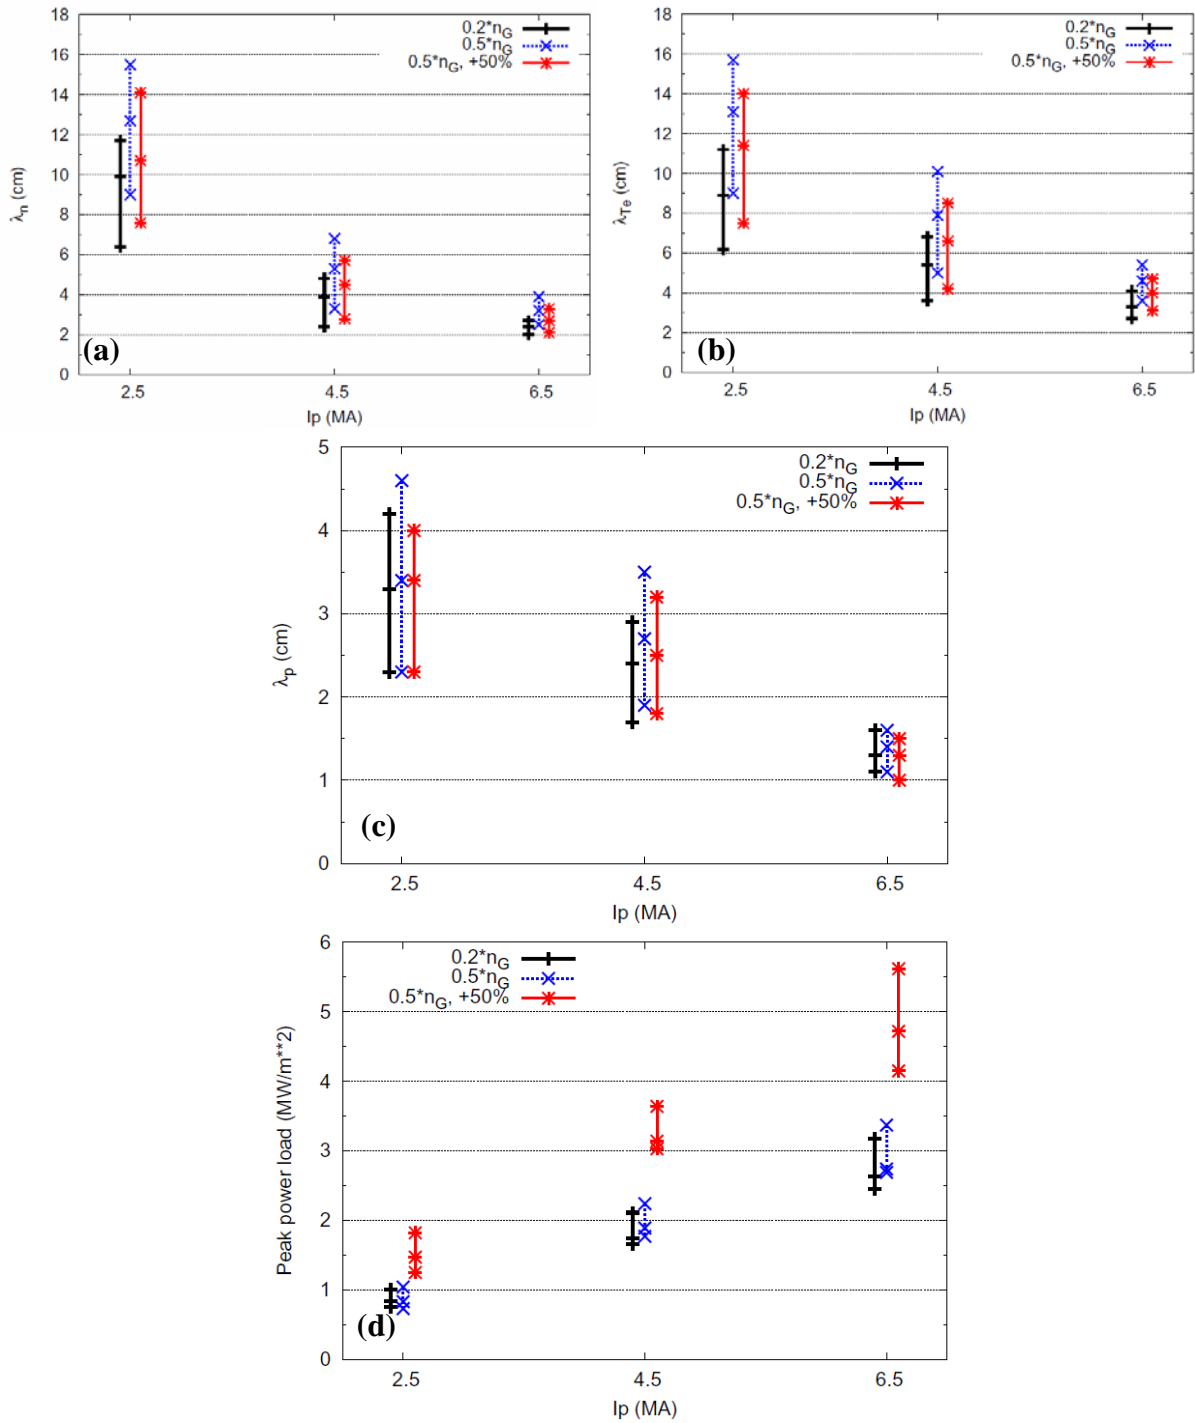 18
16
14
12
10
8
6
4
2
0
λn (cm)
0.2*nG
0.5*nG
0.5*nG, +50%
(a)
2.5 4.5 6.5
Ip (MA)
18
16
14
12
10
8
6
4
2
0
λTe (cm)
0.2*nG
0.5*nG
0.5*nG, +50%
(b)
2.5 4.5 6.5
Ip (MA)
5
4
3
2
1
0
λp (cm)
0.2*nG
0.5*nG
0.5*nG, +50%
(c)
2.5 4.5 6.5
Ip (MA)
6
5
4
3
2
1
0
Peak power load (MW/m**2)
0.2*nG
0.5*nG
0.5*nG, +50%
(d)
2.5 4.5 6.5
Ip (MA)